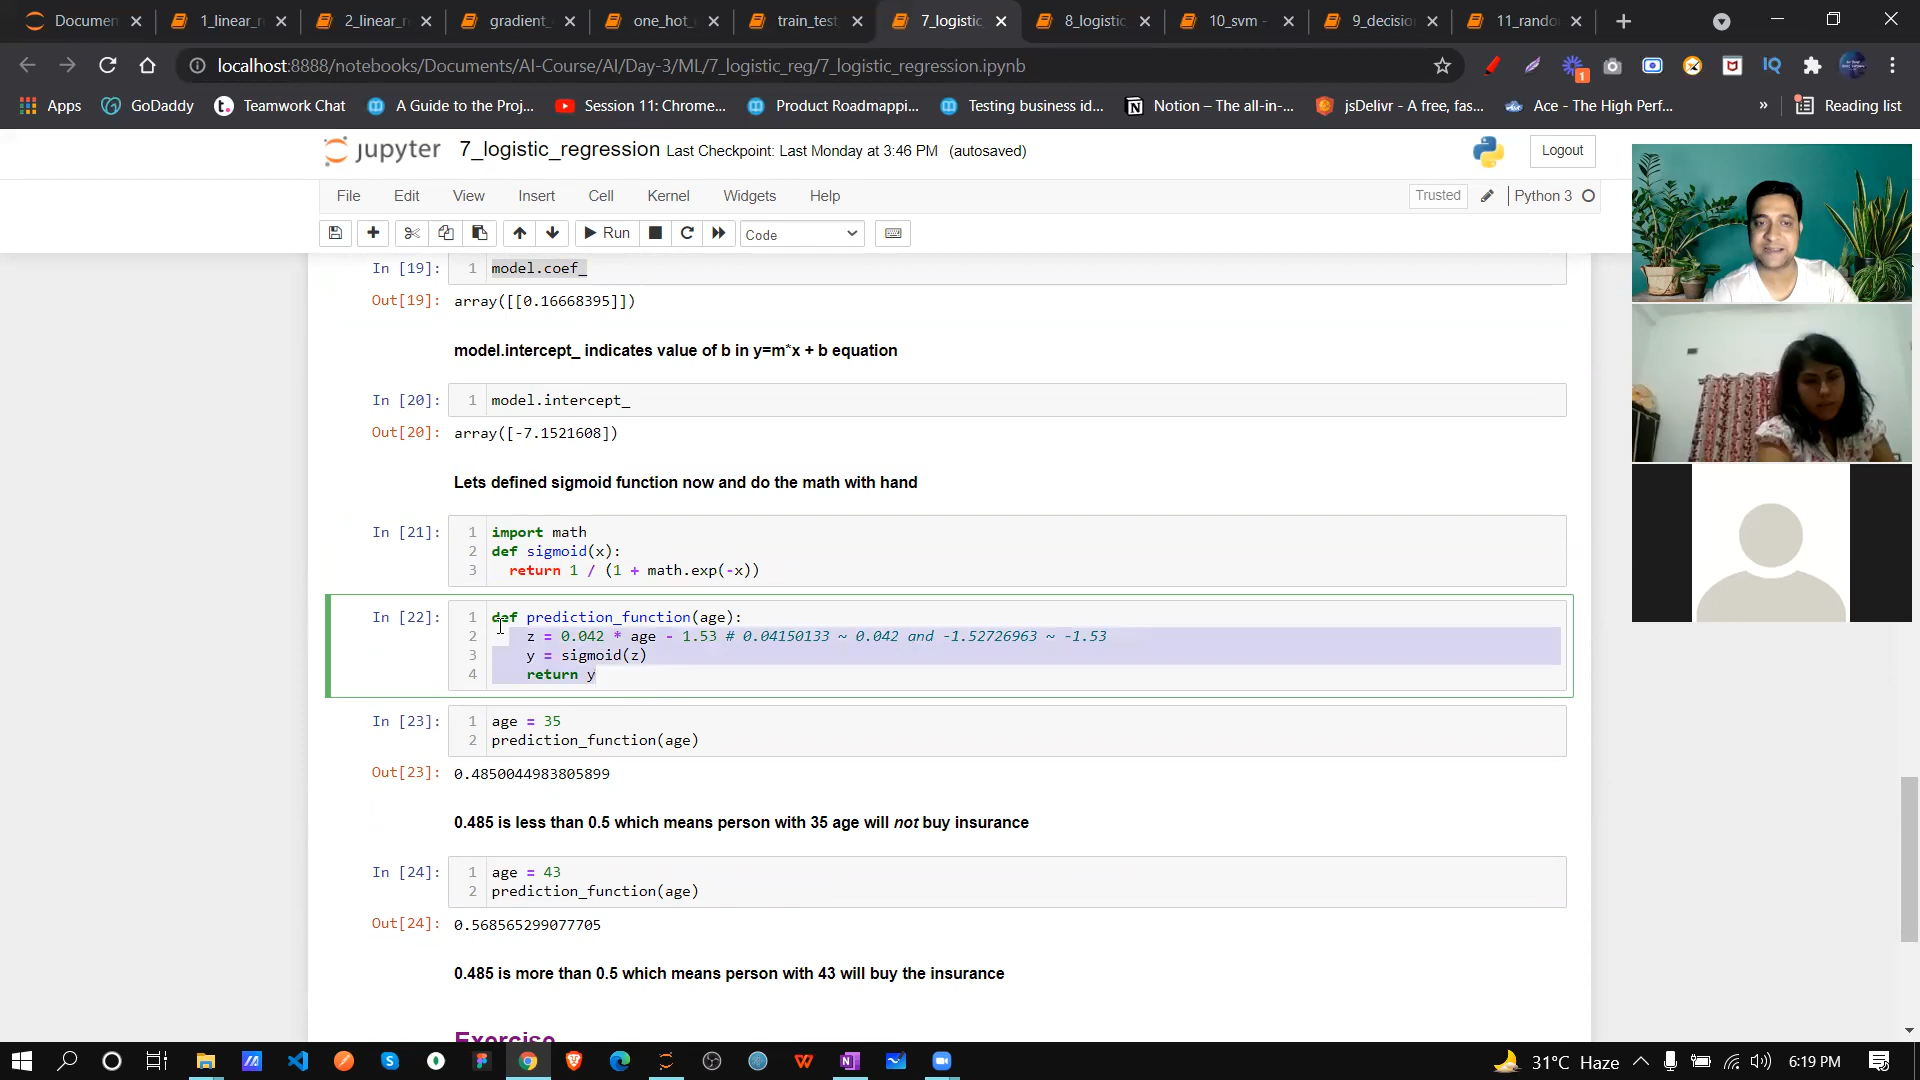 Documen
1_linear_r
2_linear_r
gradient_
one_hot_
train_test
7_logistic
8_logistic
10_svm -
9_decisio
11_rando
localhost:8888/notebooks/Documents/AI-Course/AI/Day-3/ML/7_logistic_reg/7_logistic_regression.ipynb
1
IQ
Apps
GoDaddy
Teamwork Chat
A Guide to the Proj...
Session 11: Chrome...
Product Roadmappi...
Testing business id...
Notion – The all-in-...
jsDelivr - A free, fas...
Ace - The High Perf...
»
Reading list
jupyter 7_logistic_regression Last Checkpoint: Last Monday at 3:46 PM (autosaved)
Logout
File Edit View Insert Cell Kernel Widgets Help
Trusted
Python 3
Run
Code
In [19]: 1 model.coef_
Out[19]: array([[0.16668395]])
model.intercept_ indicates value of b in y=m*x + b equation
In [20]: 1 model.intercept_
Out[20]: array([-7.1521608])
Lets defined sigmoid function now and do the math with hand
In [21]: 1 import math
2 def sigmoid(x):
3 return 1 / (1 + math.exp(-x))
In [22]: 1 def prediction_function(age):
2 z = 0.042 * age - 1.53 # 0.04150133 ~ 0.042 and -1.52726963 ~ -1.53
3 y = sigmoid(z)
4 return y
In [23]: 1 age = 35
2 prediction_function(age)
Out[23]: 0.4850044983805899
0.485 is less than 0.5 which means person with 35 age will not buy insurance
In [24]: 1 age = 43
2 prediction_function(age)
Out[24]: 0.568565299077705
0.485 is more than 0.5 which means person with 43 will buy the insurance
Exercise
31°C Haze
6:19 PM